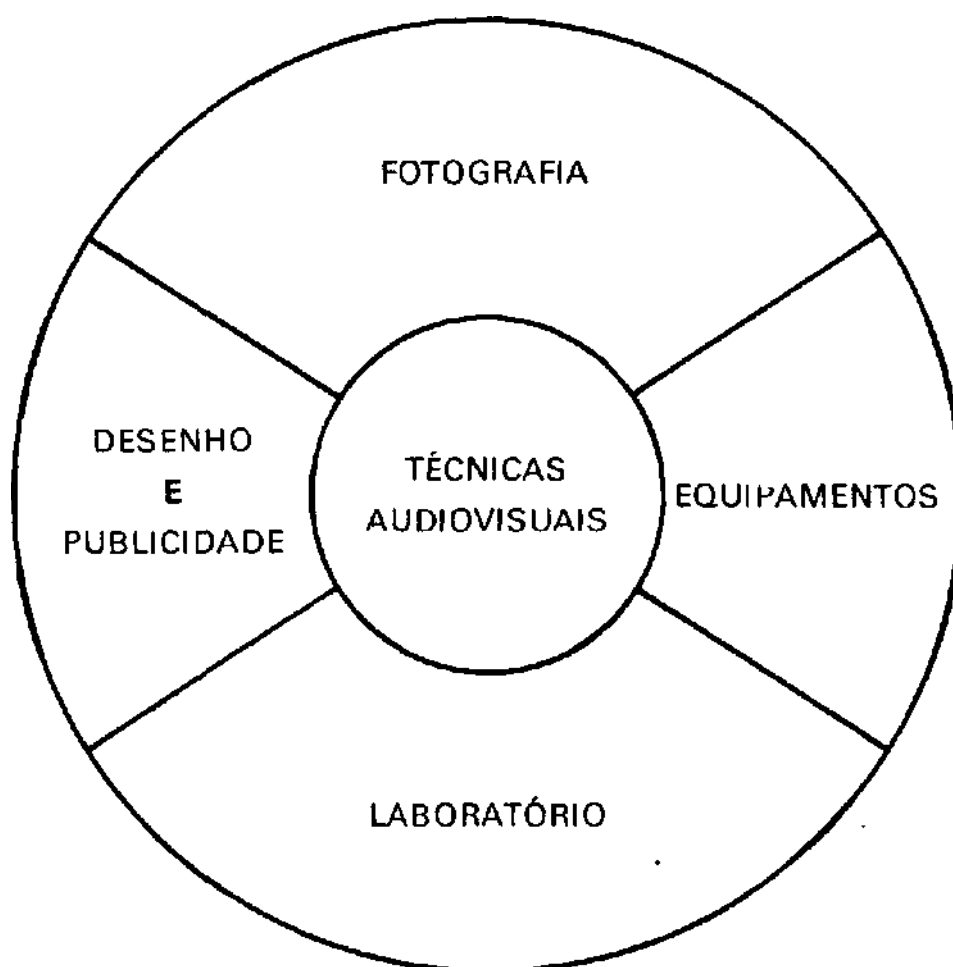 FOTOGRAFIA
DESENHO
E
PUBLICIDADE
TÉCNICAS
AUDIOVISUAIS
EQUIPAMENTOS
LABORATÓRIO